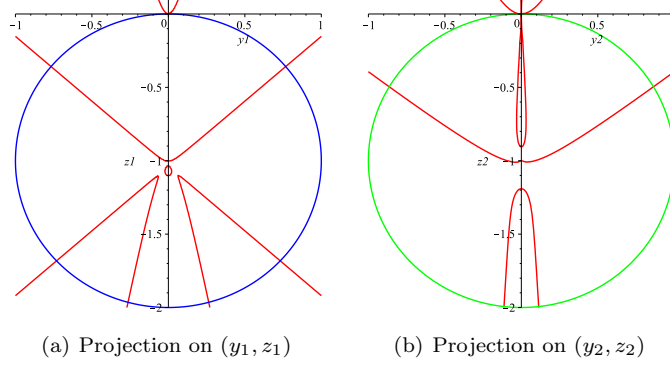 -1 -0.5 0 0.5 1
y1
-0.5
z1 -1
-1.5
-2
-1 -0.5 0 0.5
y2
-0.5
z2 -1
-1.5
-2
(a) Projection on (y₁, z₁)
(b) Projection on (y₂, z₂)